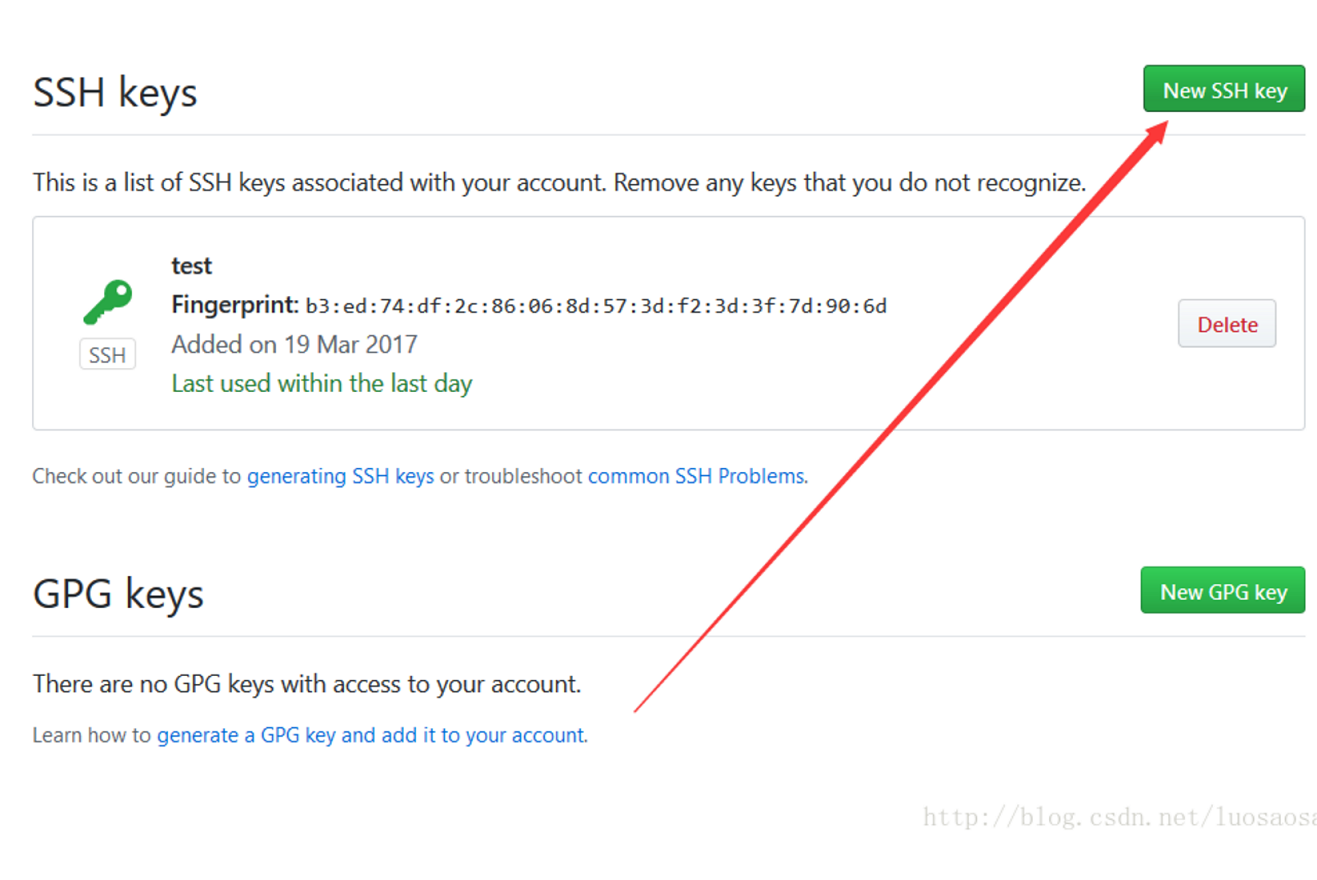 SSH keys
New SSH key
This is a list of SSH keys associated with your account. Remove any keys that you do not recognize.
test
Fingerprint: b3:ed:74:df:2c:86:06:8d:57:3d:f2:3d:3f:7d:90:6d
SSH
Added on 19 Mar 2017
Last used within the last day
Delete
Check out our guide to generating SSH keys or troubleshoot common SSH Problems.
GPG keys
New GPG key
There are no GPG keys with access to your account.
Learn how to generate a GPG key and add it to your account.
http://blog.csdn.net/luosaosa